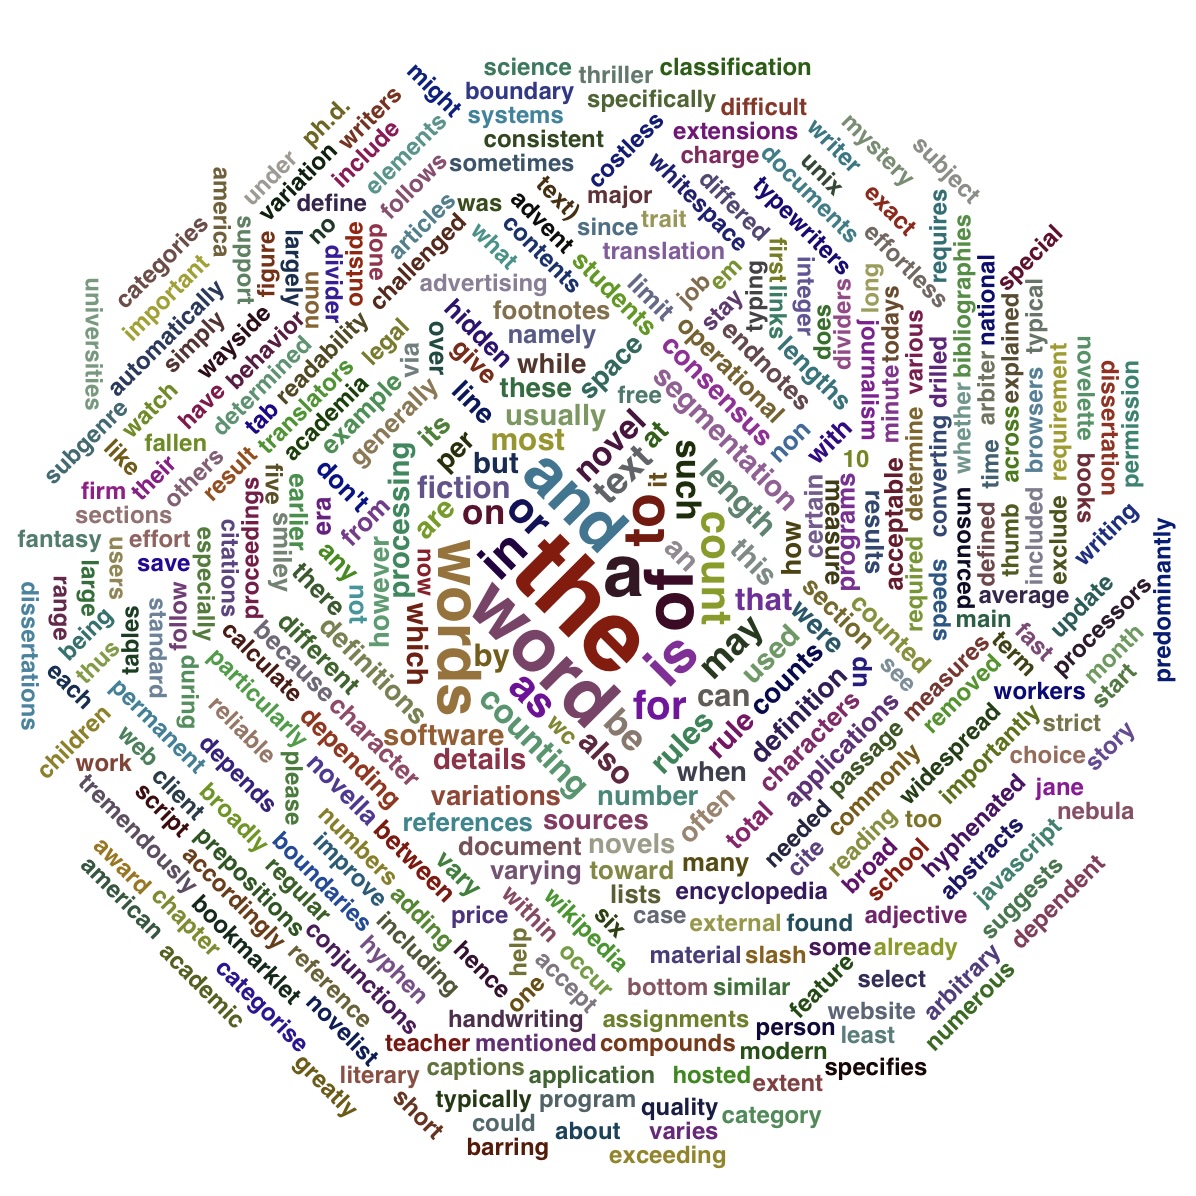 science
thriller
classification
might
boundary
specifically
difficult
systems
ph.d.
writers
variation
include
elements
consistent
costless
extensions
writer
mystery
subject
sometimes
charge
documents
unix
under
america
follows
define
no
articles
was
advent
text)
major
whitespace
differed
typewriters
exact
effortless
requires
bibliographies
special
categories
important
support
figure
largely
noun
divider
outside
done
challenged
what
contents
since
trait
translation
students
limit
job
em
typing
first
links
integer
dividers
long
does
journalism
todays
minute
various
drilled
whether
national
arbiter
explained
across
typical
browsers
requirement
novelette
books
dissertation
permission
universities
automatically
simply
wayside
behavior
have
determined
tab
readability
legal
via
over
advertising
hidden
footnotes
namely
while
these
space
free
stay
endnotes
operational
lengths
consensus
segmentation
non
with
subgenre
watch
like
fallen
their
firm
others
result
translators
academia
example
generally
give
line
its
per
usually
most
but
novel
text
at
it
such
length
10
certain
measure
programs
results
acceptable
determine
required
converting
speeds
unsourced
time
defined
thumb
included
exclude
writing
predominantly
sections
effort
save
fantasy
users
especially
citations
proceeding
five
smiley
earlier
era
don't
from
any
there
not
however
processing
are
fiction
on
or
and
in
to
a
the
of
an
this
count
how
that
were
section
counted
see
average
main
update
processors
dissertations
range
large
being
thus
tables
standard
follow
during
each
calculate
because
different
definitions
now
which
words
word
by
is
may
used
as
wc
be
also
for
can
counts
definition
up
measures
term
fast
month
start
workers
removed
children
permanent
web
work
reliable
particularly
please
depends
novella
depending
character
software
details
counting
rules
rule
when
characters
applications
passage
commonly
widespread
importantly
strict
choice
story
tremendously
script
client
broadly
boundaries
improve
numbers
between
variations
references
sources
number
often
total
needed
cite
reading
too
broad
school
hyphenated
jane
nebula
award
american
chapter
accordingly
prepositions
regular
adding
vary
document
novels
varying
toward
many
lists
encyclopedia
abstracts
javascript
suggests
dependent
academic
bookmarklet
categorise
reference
conjunctions
hyphen
including
hence
price
within
wikipedia
six
case
external
found
adjective
material
slash
some
already
help
occur
accept
one
bottom
similar
feature
select
arbitrary
numerous
novelist
greatly
handwriting
assignments
person
website
least
teacher
mentioned
compounds
modern
specifies
literary
captions
application
hosted
extent
short
typically
program
quality
category
could
about
varies
barring
exceeding